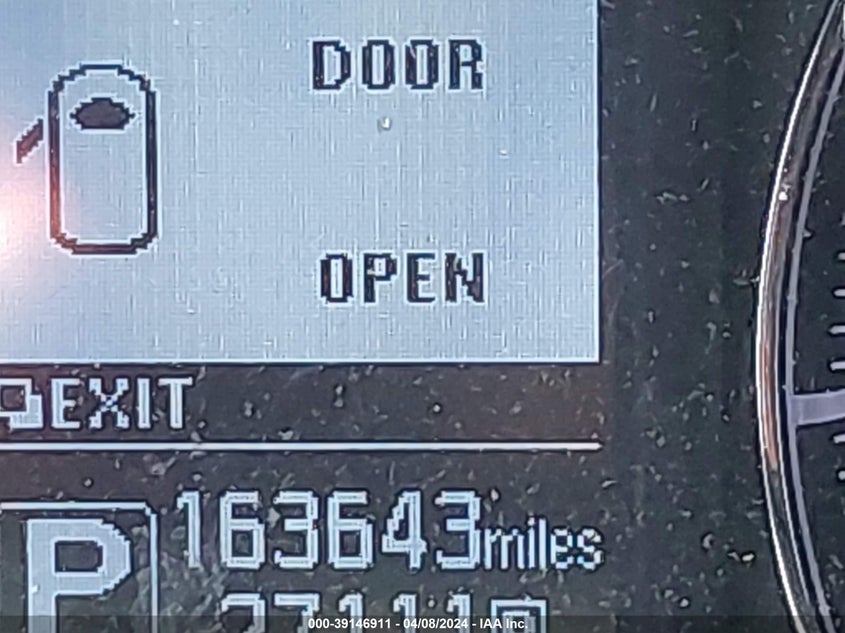 DOOR
OPEN
EXIT
163643miles
P
000-39146911 - 04/08/2024 - IAA Inc.